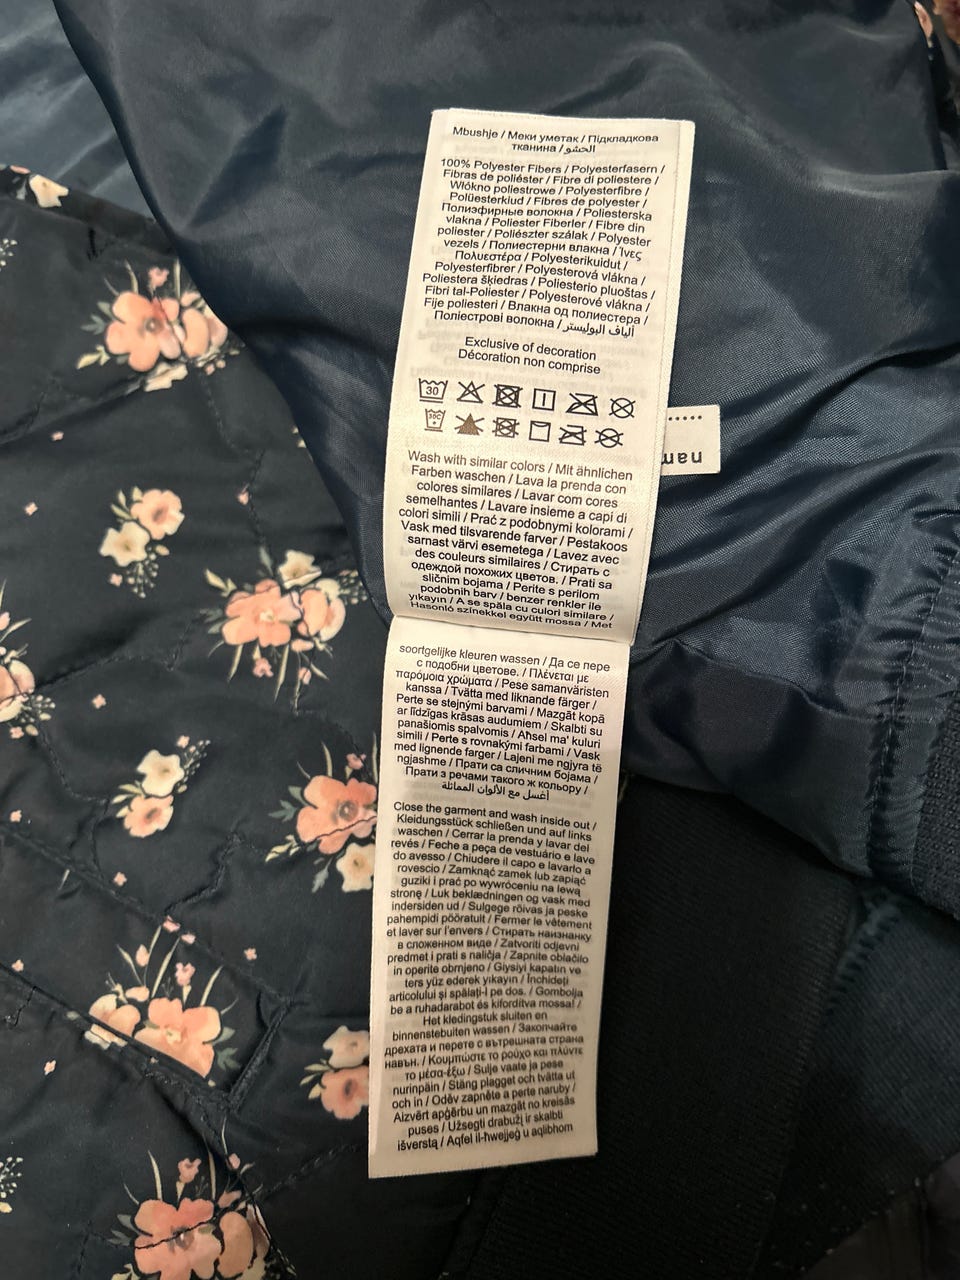 Mbushje / Меки уметак / Підкладкова
тканина / الحشو
100% Polyester Fibers / Polyesterfasern /
Fibras de poliéster / Fibre di poliestere /
Włókno poliestrowe / Polyesterfibre /
Polüesterkiud / Fibres de polyester /
Полиэфирные волокна / Poliesterska
vlakna / Poliester Fiberler / Fibre din
poliester / Poliészter szálak / Polyester
vezels / Полиестерни влакна / Ίνες
Πολυεστέρα / Polyesterikuidut /
Polyesterfibrer / Polyesterová vlákna /
Poliestera šķiedras / Poliesterio pluoštas /
Fibri tal-Poliester / Polyesterové vlákna /
Fije poliesteri / Влакна од полиестера /
Поліестрові волокна / ألياف البوليستر
Exclusive of decoration
Décoration non comprise
30
30C
Wash with similar colors / Mit ähnlichen
Farben waschen / Lava la prenda con
colores similares / Lavar com cores
semelhantes / Lavare insieme a capi di
colori simili / Prać z podobnymi kolorami /
Vask med tilsvarende farver / Pestakoos
sarnast värvi esemetega / Lavez avec
des couleurs similaires / Стирать с
одеждой похожих цветов. / Prati sa
sličnim bojama / Perite s perilom
podobnih barv / benzer renkler ile
yıkayın / A se spăla cu culori similare /
Hasonló színekkel együtt mossa / Met
soortgelijke kleuren wassen / Да се пере
с подобни цветове. / Πλένεται με
παρόμοια χρώματα / Pese samanväristen
kanssa / Tvätta med liknande färger /
Perte se stejnými barvami / Mazgāt kopā
ar līdzīgas krāsas audumiem / Skalbti su
panašiomis spalvomis / Aħsel ma' kuluri
simili / Perte s rovnakými farbami / Vask
med lignende farger / Lajeni me ngjyra të
ngjashme / Прати са сличним бојама /
Прати з речами такого ж кольору /
أغسل مع الألوان المماثلة
Close the garment and wash inside out /
Kleidungsstück schließen und auf links
waschen / Cerrar la prenda y lavar del
revés / Feche a peça de vestuário e lave
do avesso / Chiudere il capo e lavarlo a
rovescio / Zamknąć zamek lub zapiąć
guziki i prać po wywróceniu na lewą
stronę / Luk beklædningen og vask med
indersiden ud / Sulgege rõivas ja peske
pahempidi pööratult / Fermer le vêtement
et laver sur l'envers / Стирать наизнанку
в сложенном виде / Zatvoriti odjevni
predmet i prati s naličja / Zapnite oblačilo
in operite obrnjeno / Giysiyi kapatın ve
ters yüz ederek yıkayın / Închideți
articolului și spălați-l pe dos. / Gombolja
be a ruhadarabot és kifordítva mossa! /
Het kledingstuk sluiten en
binnenstebuiten wassen / Закопчайте
дрехата и перете с вътрешната страна
навън. / Κουμπώστε το ρούχο και πλύντε
το μέσα-έξω / Sulje vaate ja pese
nurinpäin / Stäng plagget och tvätta ut
och in / Oděv zapněte a perte naruby /
Aizvērt apģērbu un mazgāt no kreisās
puses / Užsegti drabužį ir skalbti
išverstą / Agħfel il-ħwejjeġ u aqlibhom
nam